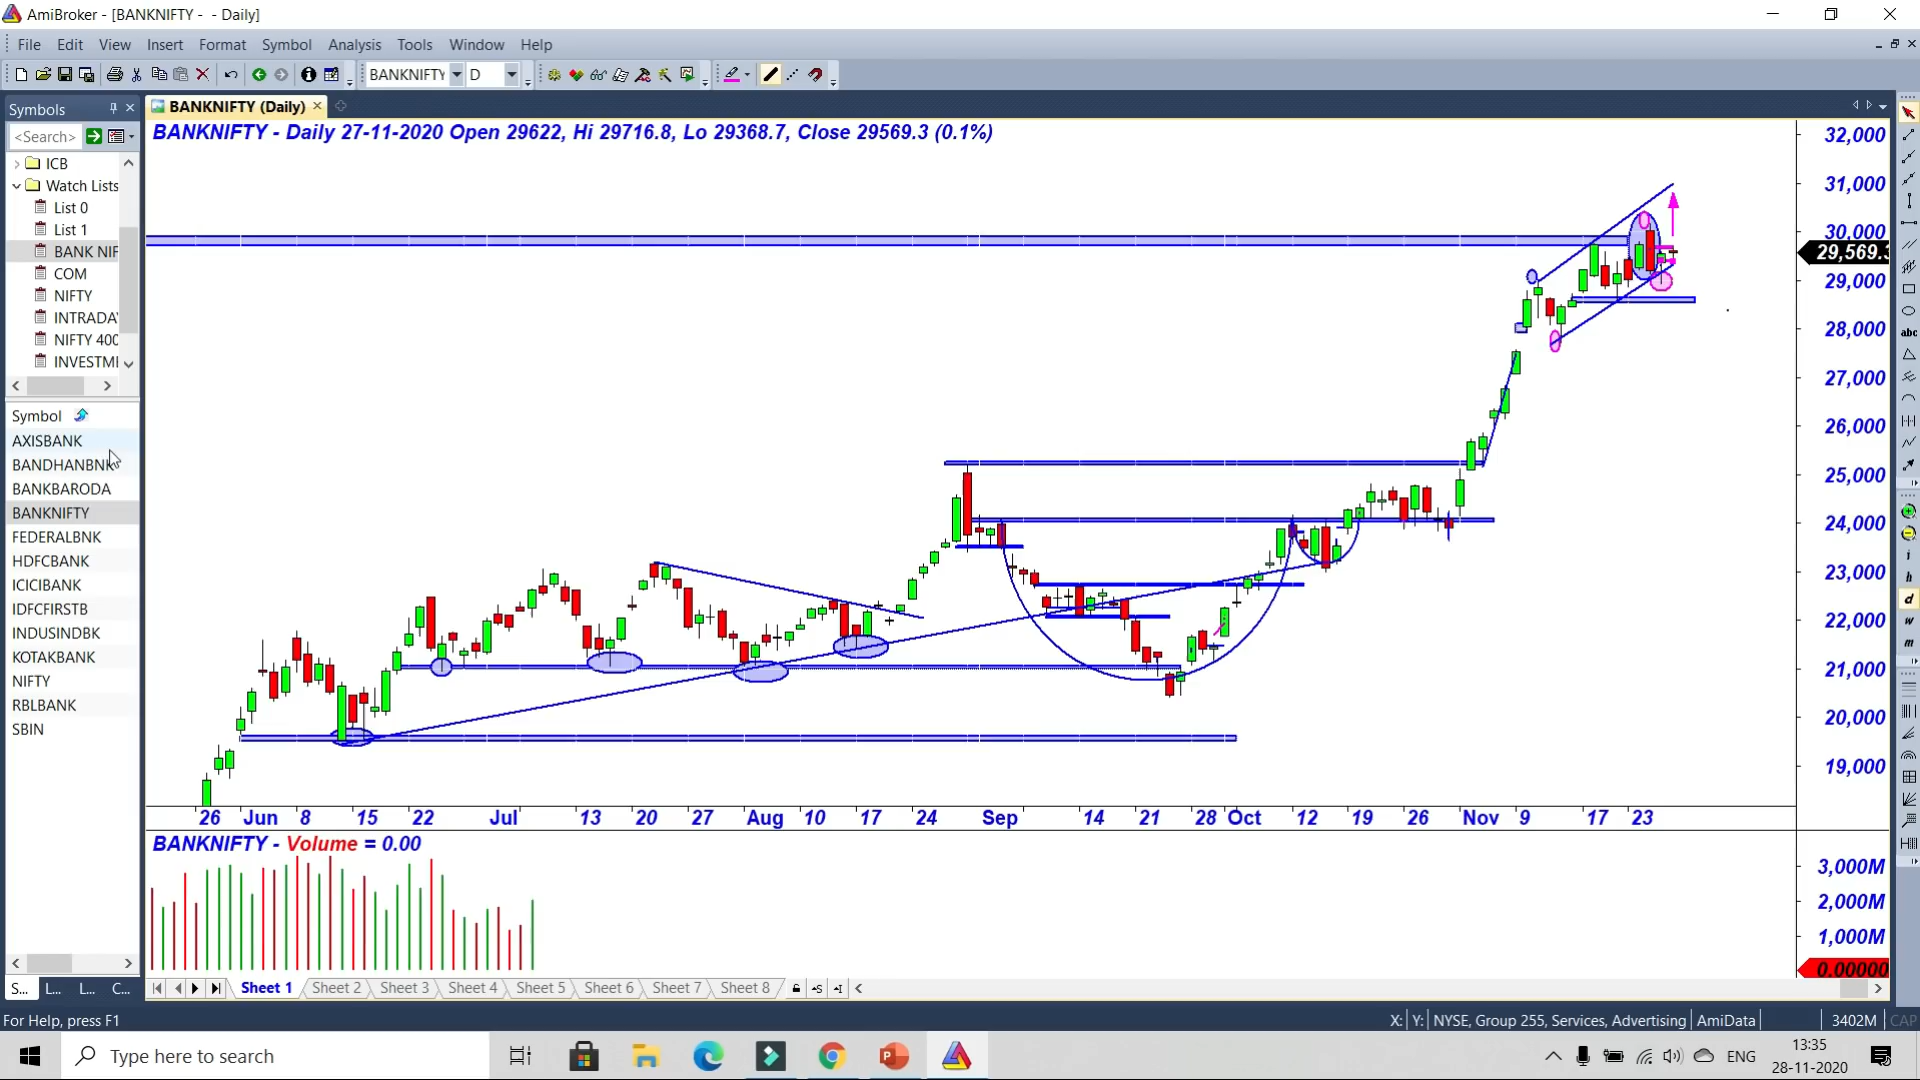 AmiBroker - [BANKNIFTY -  - Daily]
File Edit View Insert Format Symbol Analysis Tools Window Help
BANKNIFTY D
Symbols
BANKNIFTY (Daily)
<Search>
BANKNIFTY - Daily 27-11-2020 Open 29622, Hi 29716.8, Lo 29368.7, Close 29569.3 (0.1%)
ICB
Watch Lists
List 0
List 1
BANK NIF
COM
NIFTY
INTRADA
NIFTY 400
INVESTM
Symbol
AXISBANK
BANDHANBNK
BANKBARODA
BANKNIFTY
FEDERALBNK
HDFCBANK
ICICIBANK
IDFCFIRSTB
INDUSINDBK
KOTAKBANK
NIFTY
RBLBANK
SBIN
32,000
31,000
30,000
29,569.3
29,000
28,000
27,000
26,000
25,000
24,000
23,000
22,000
21,000
20,000
19,000
abc
i
h
d
w
m
26 Jun 8 15 22 Jul 13 20 27 Aug 10 17 24 Sep 14 21 28 Oct 12 19 26 Nov 9 17 23
BANKNIFTY - Volume = 0.00
3,000M
2,000M
1,000M
0.00000
S... L... L... C...
Sheet 1 Sheet 2 Sheet 3 Sheet 4 Sheet 5 Sheet 6 Sheet 7 Sheet 8
For Help, press F1
X: Y: NYSE, Group 255, Services, Advertising AmiData 3402M CAP
Type here to search
ENG
13:35
28-11-2020